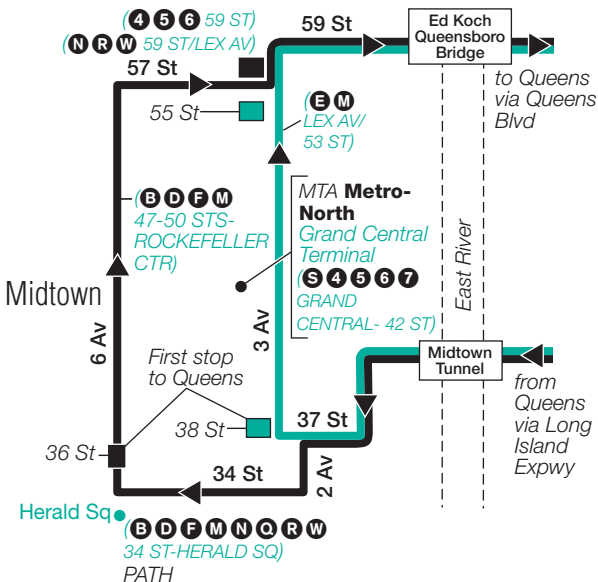 (4 5 6 59 ST)
(N R W 59 ST/LEX AV)
59 St
Ed Koch
Queensboro
Bridge
57 St
to Queens
via Queens
Blvd
55 St
(E M
LEX AV/
53 ST)
(B D F M
47-50 STS-
ROCKEFELLER
CTR)
MTA Metro-
North
Grand Central
Terminal
(S 4 5 6 7
GRAND
CENTRAL- 42 ST)
East River
Midtown
6 Av
3 Av
First stop
to Queens
Midtown
Tunnel
from
Queens
via Long
Island
Expwy
38 St
37 St
36 St
34 St
2 Av
Herald Sq
(B D F M N Q R W
34 ST-HERALD SQ)
PATH